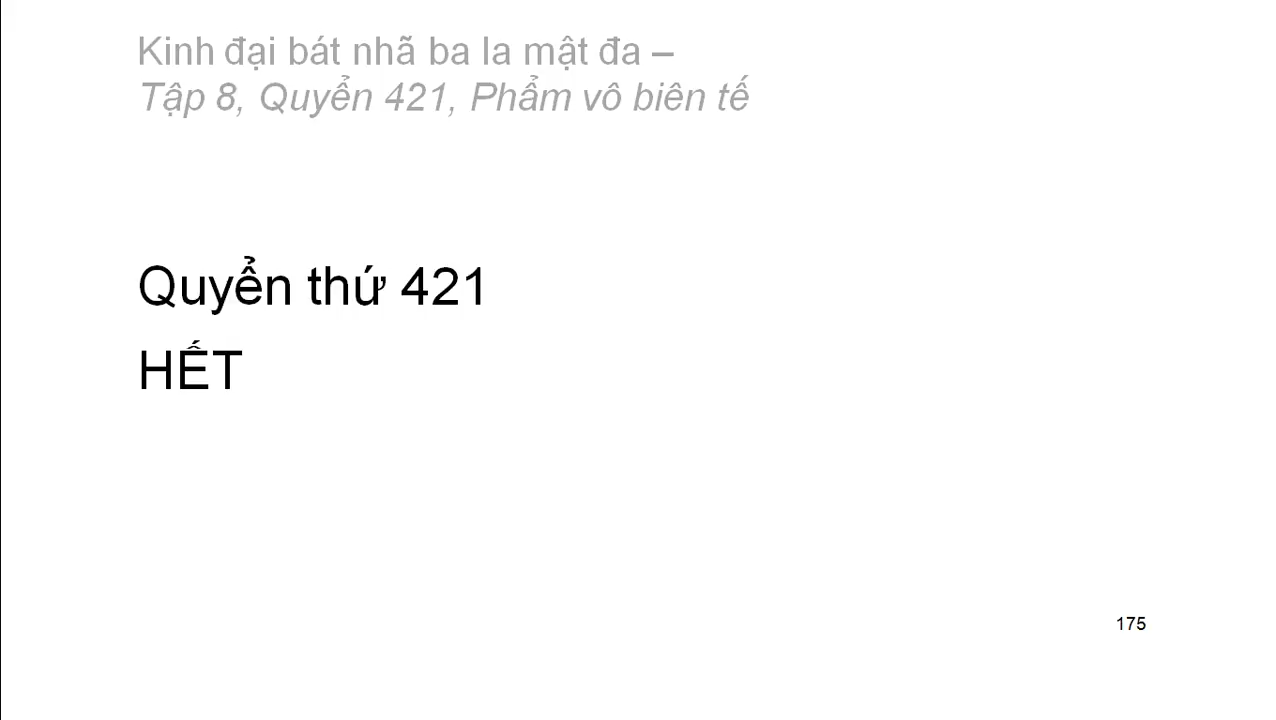 Kinh đại bát nhã ba la mật đa –
Tập 8, Quyển 421, Phẩm vô biên tế
Quyển thứ 421
HẾT
175